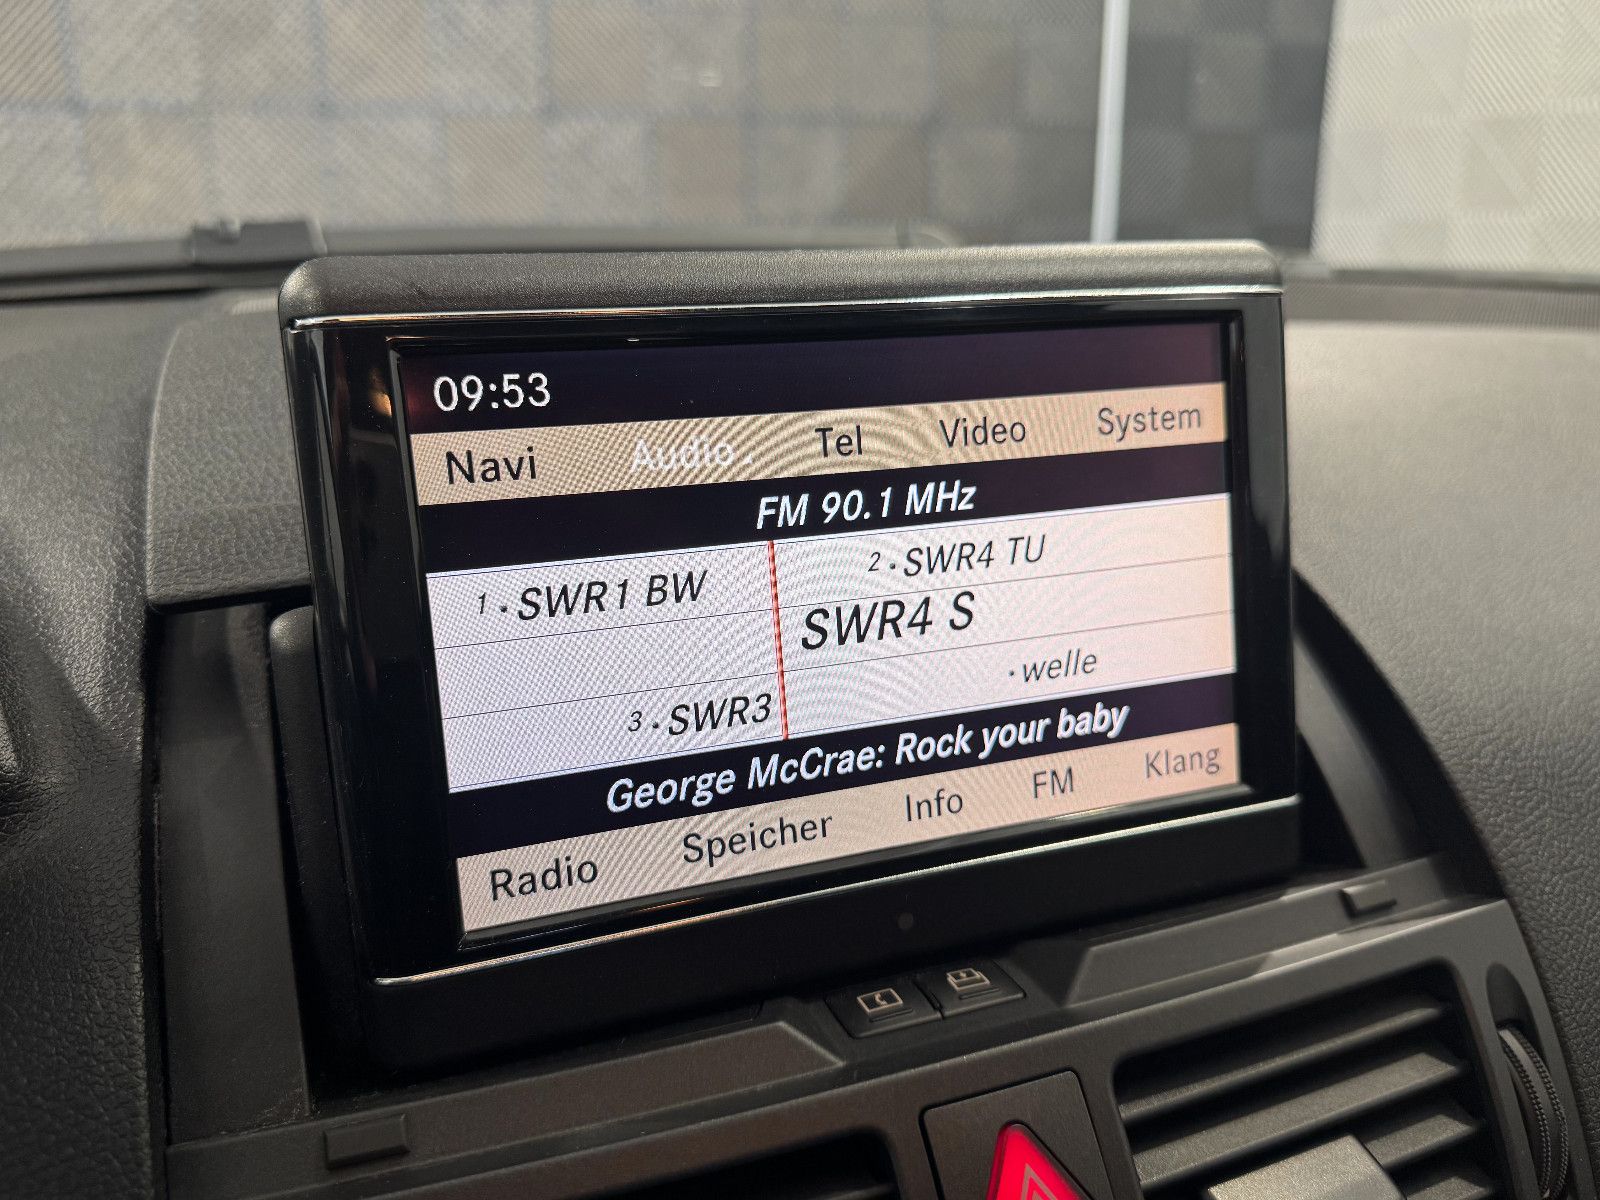 09:53
Navi Audio Tel Video System
FM 90.1 MHz
1 · SWR1 BW 2 · SWR4 TU
SWR4 S
· welle
3 · SWR3
George McCrae: Rock your baby
Radio Speicher Info FM Klang